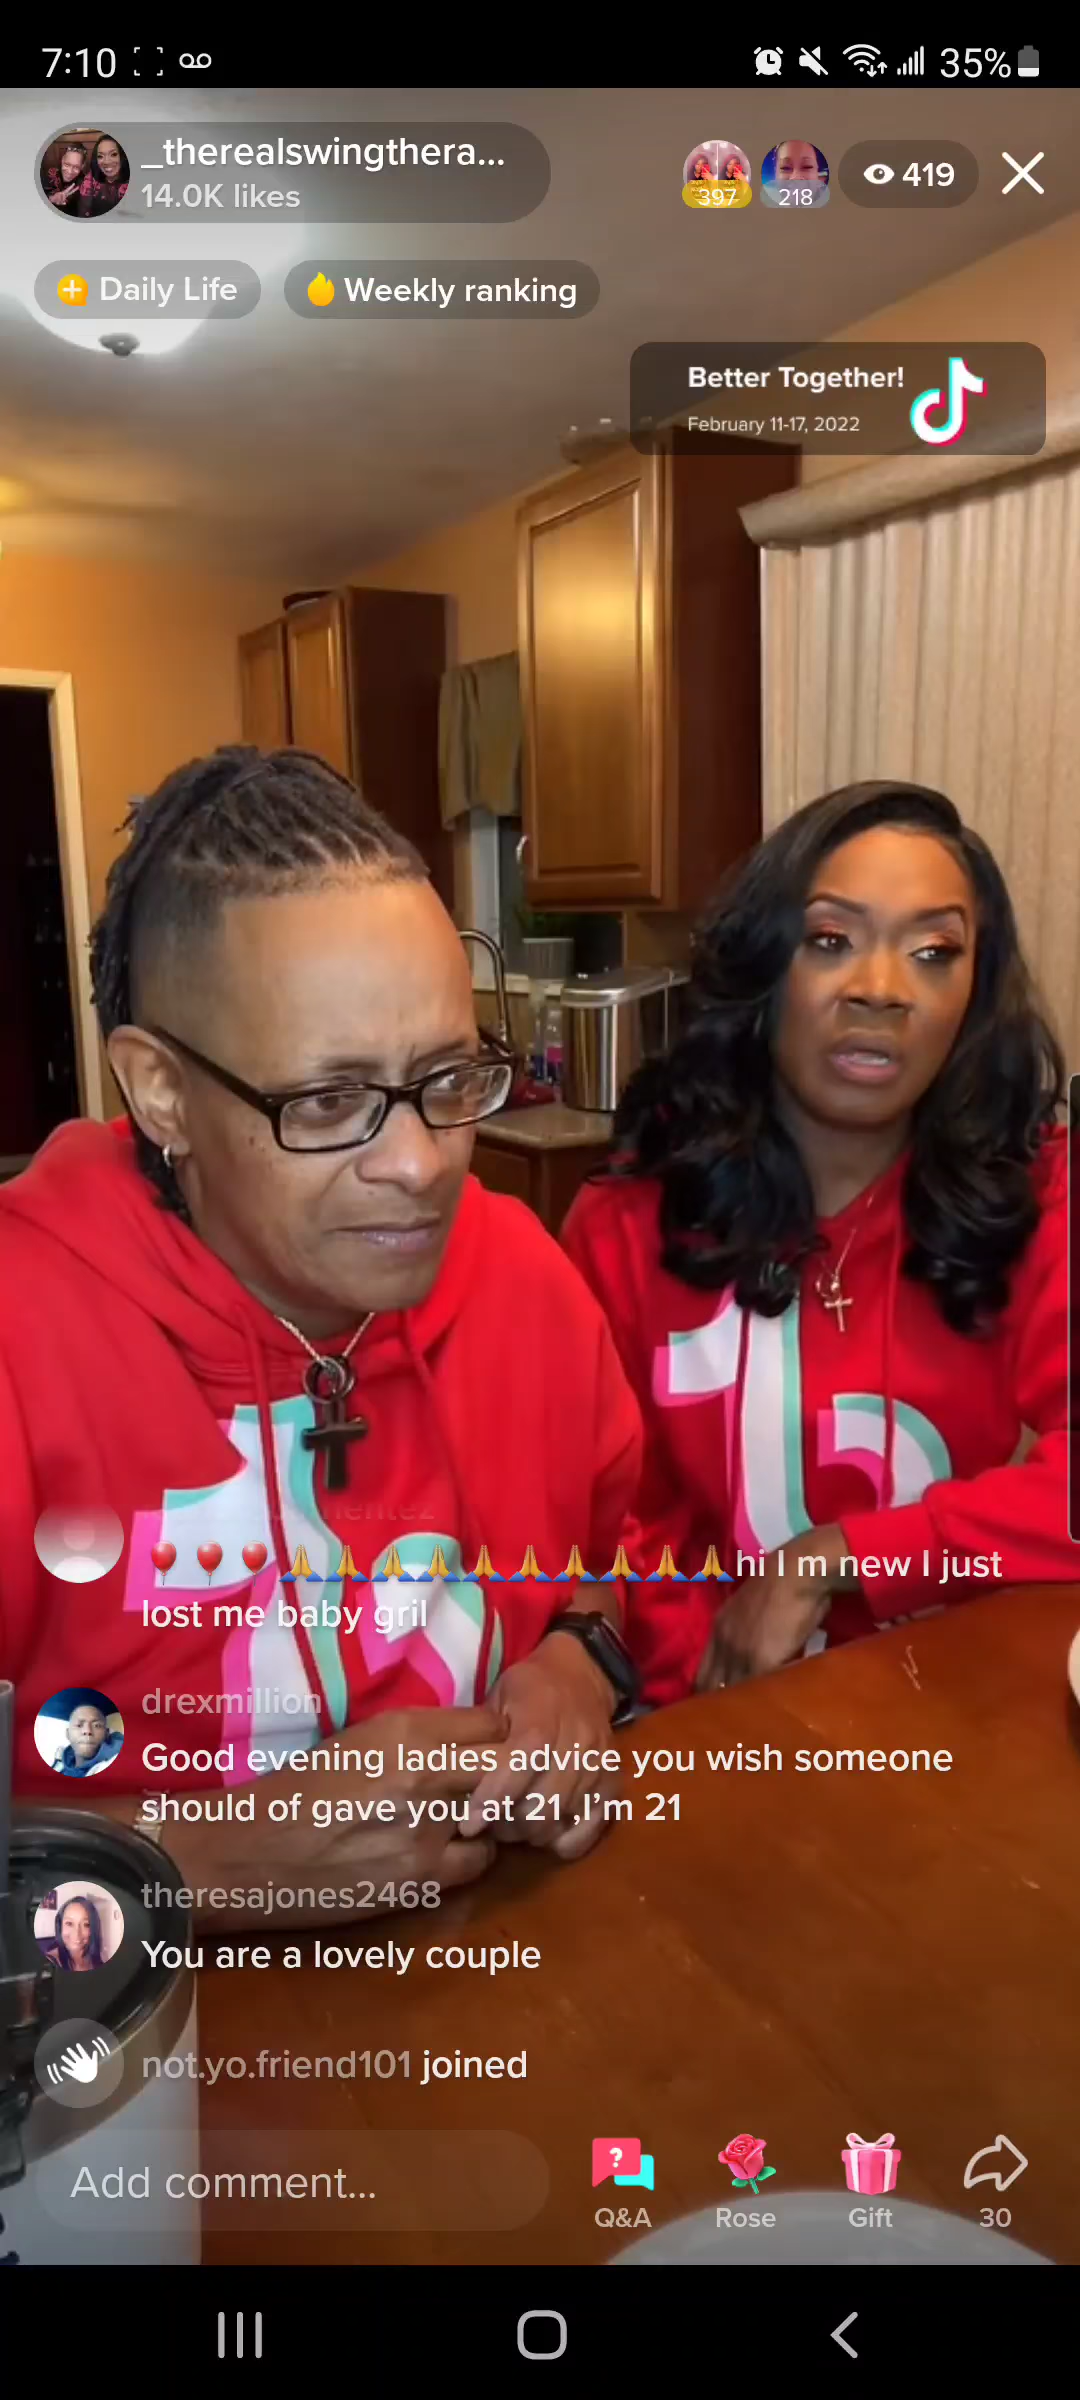 7:10
35%
_therealswingthera...
14.0K likes
397
218
419
Daily Life
Weekly ranking
Better Together!
February 11-17, 2022
🎈🎈🎈🙏🙏🙏🙏🙏🙏🙏🙏🙏🙏hi I m new I just
lost me baby gril
drexmillion
Good evening ladies advice you wish someone
should of gave you at 21 ,I'm 21
theresajones2468
You are a lovely couple
not.yo.friend101 joined
Add comment...
Q&A
Rose
Gift
30